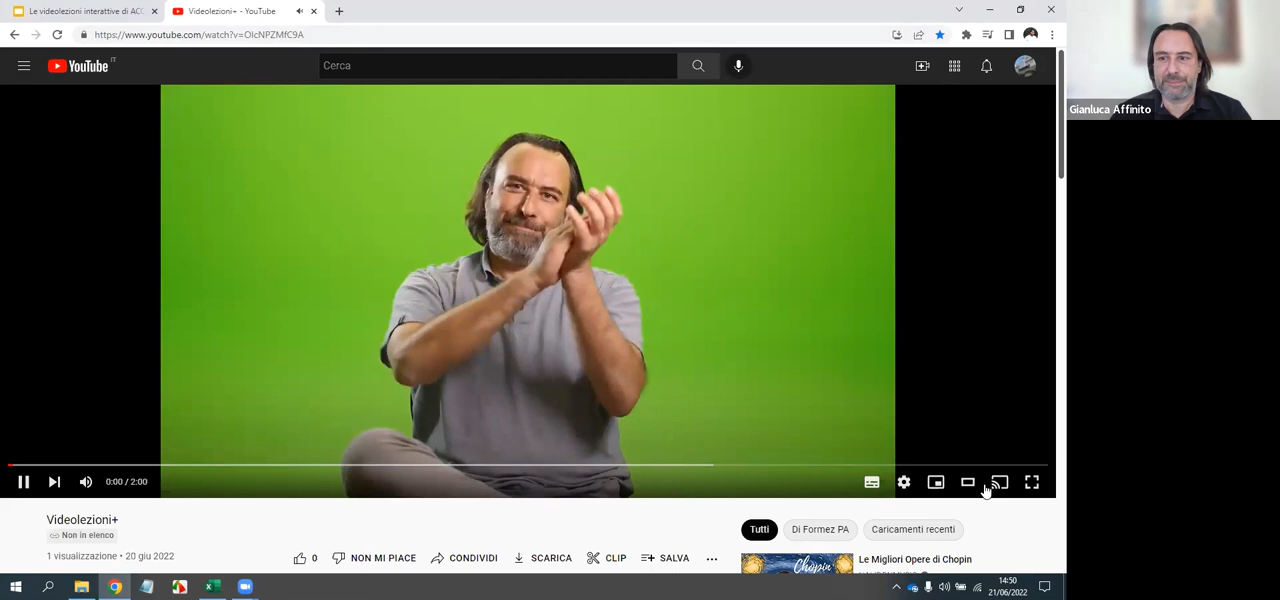 Le videolezioni interattive di ACC
Videolezioni+ - YouTube
https://www.youtube.com/watch?v=OIcNPZMfC9A
YouTube IT
Cerca
Gianluca Affinito
0:00 / 2:00
Videolezioni+
Non in elenco
1 visualizzazione • 20 giu 2022
0
NON MI PIACE
CONDIVIDI
SCARICA
CLIP
SALVA
Tutti
Di Formez PA
Caricamenti recenti
Chopin
Le Migliori Opere di Chopin
14:50
21/06/2022